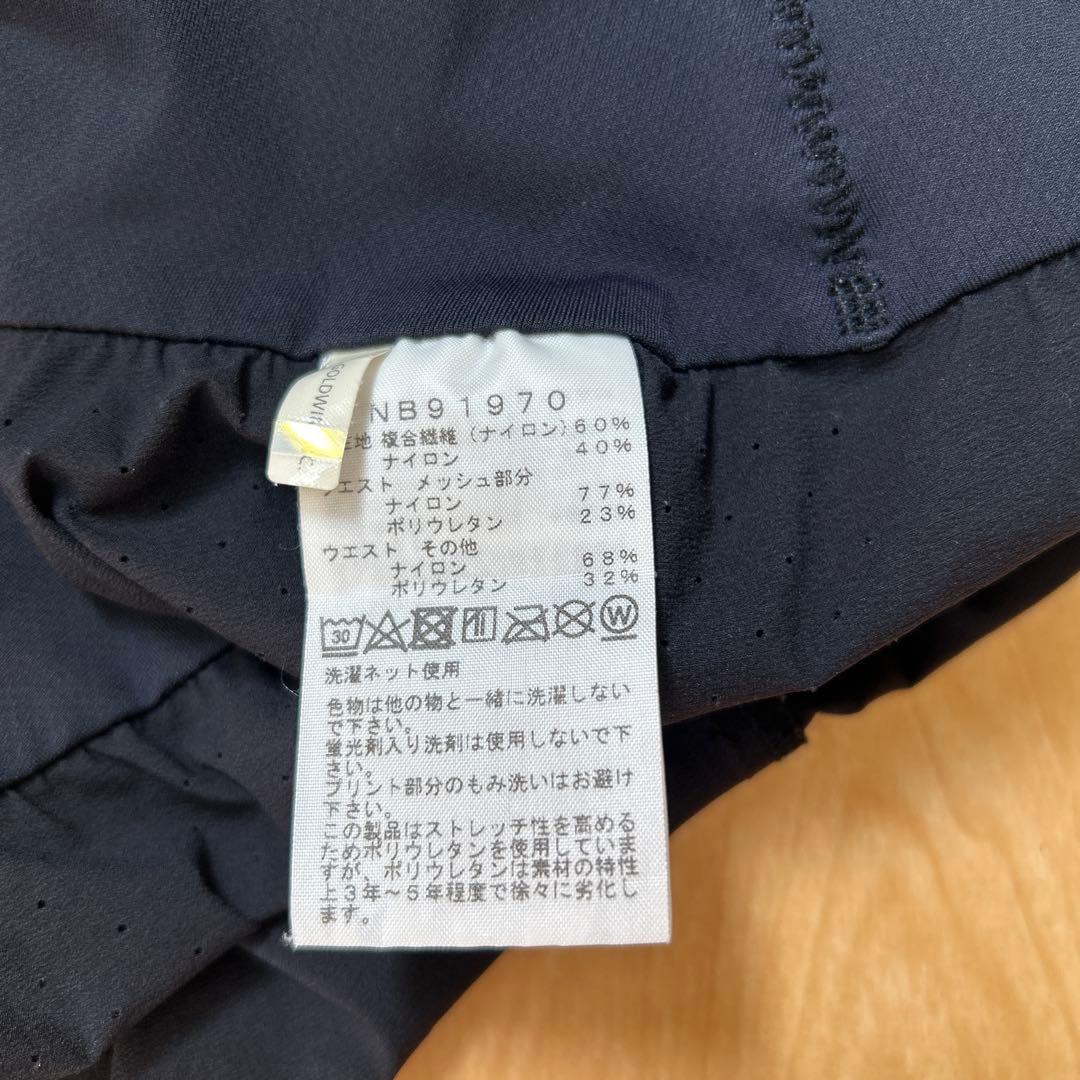 GOLDWI
NB91970
地 複合繊維（ナイロン）60%
ナイロン 40%
ウエスト メッシュ部分
ナイロン 77%
ポリウレタン 23%
ウエスト その他
ナイロン 68%
ポリウレタン 32%
30 W
洗濯ネット使用
色物は他の物と一緒に洗濯しない
で下さい。
蛍光剤入り洗剤は使用しないで下
さい。
プリント部分のもみ洗いはお避け
下さい。
この製品はストレッチ性を高める
ためポリウレタンを使用していま
すが、ポリウレタンは素材の特性
上3年～5年程度で徐々に劣化し
ます。